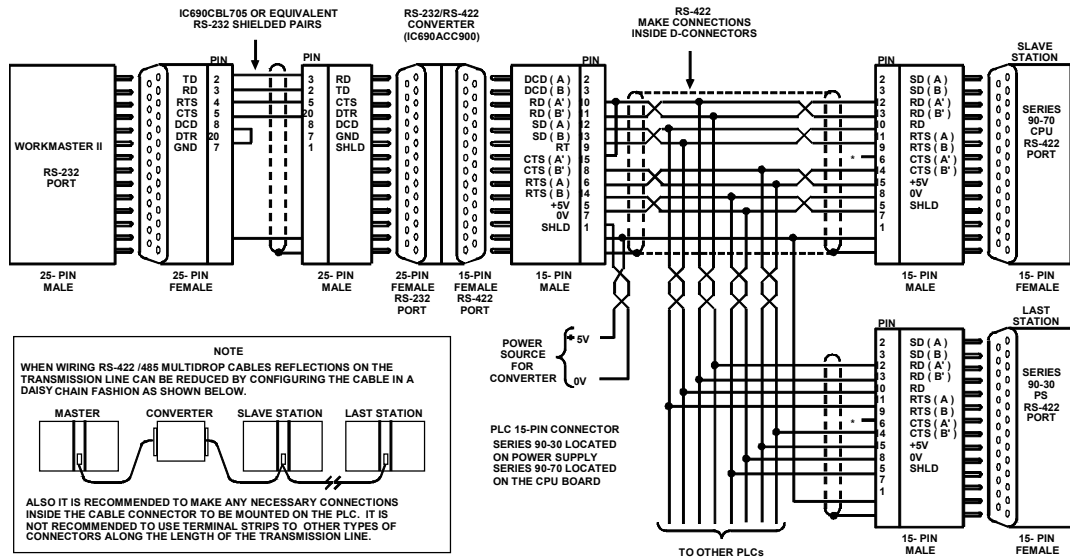 IC690CBL705 OR EQUIVALENT
RS-232 SHIELDED PAIRS
RS-232/RS-422
CONVERTER
(IC690ACC900)
RS-422
MAKE CONNECTIONS
INSIDE D-CONNECTORS
SLAVE
STATION
WORKMASTER II
RS-232
PORT
25- PIN
MALE
PIN
TD 2
RD 3
RTS 4
CTS 5
DCD 8
DTR 20
GND 7
25- PIN
FEMALE
PIN
3 RD
2 TD
5 CTS
20 DTR
8 DCD
7 GND
1 SHLD
25- PIN
MALE
25-PIN
FEMALE
RS-232
PORT
15-PIN
FEMALE
RS-422
PORT
PIN
DCD ( A ) 2
DCD ( B ) 3
RD ( A' ) 10
RD ( B' ) 11
SD ( A ) 12
SD ( B ) 13
RT 9
CTS ( A' ) 15
CTS ( B' ) 8
RTS ( A ) 6
RTS ( B ) 14
+5V 5
0V 7
SHLD 1
15- PIN
MALE
PIN
2 SD ( A )
3 SD ( B )
12 RD ( A' )
13 RD ( B' )
10 RD
11 RTS ( A )
9 RTS ( B )
* 6 CTS ( A' )
14 CTS ( B' )
15 +5V
8 0V
5 SHLD
7
1
15- PIN
MALE
SERIES
90-70
CPU
RS-422
PORT
15- PIN
FEMALE
POWER
SOURCE
FOR
CONVERTER
+ 5V
0V
LAST
STATION
PIN
2 SD ( A )
3 SD ( B )
12 RD ( A' )
13 RD ( B' )
10 RD
11 RTS ( A )
9 RTS ( B )
* 6 CTS ( A' )
14 CTS ( B' )
15 +5V
8 0V
5 SHLD
7
1
15- PIN
MALE
SERIES
90-30
PS
RS-422
PORT
15- PIN
FEMALE
PLC 15-PIN CONNECTOR
SERIES 90-30 LOCATED
ON POWER SUPPLY
SERIES 90-70 LOCATED
ON THE CPU BOARD
TO OTHER PLCs
NOTE
WHEN WIRING RS-422 /485 MULTIDROP CABLES REFLECTIONS ON THE
TRANSMISSION LINE CAN BE REDUCED BY CONFIGURING THE CABLE IN A
DAISY CHAIN FASHION AS SHOWN BELOW.
MASTER CONVERTER SLAVE STATION LAST STATION
ALSO IT IS RECOMMENDED TO MAKE ANY NECESSARY CONNECTIONS
INSIDE THE CABLE CONNECTOR TO BE MOUNTED ON THE PLC. IT IS
NOT RECOMMENDED TO USE TERMINAL STRIPS TO OTHER TYPES OF
CONNECTORS ALONG THE LENGTH OF THE TRANSMISSION LINE.